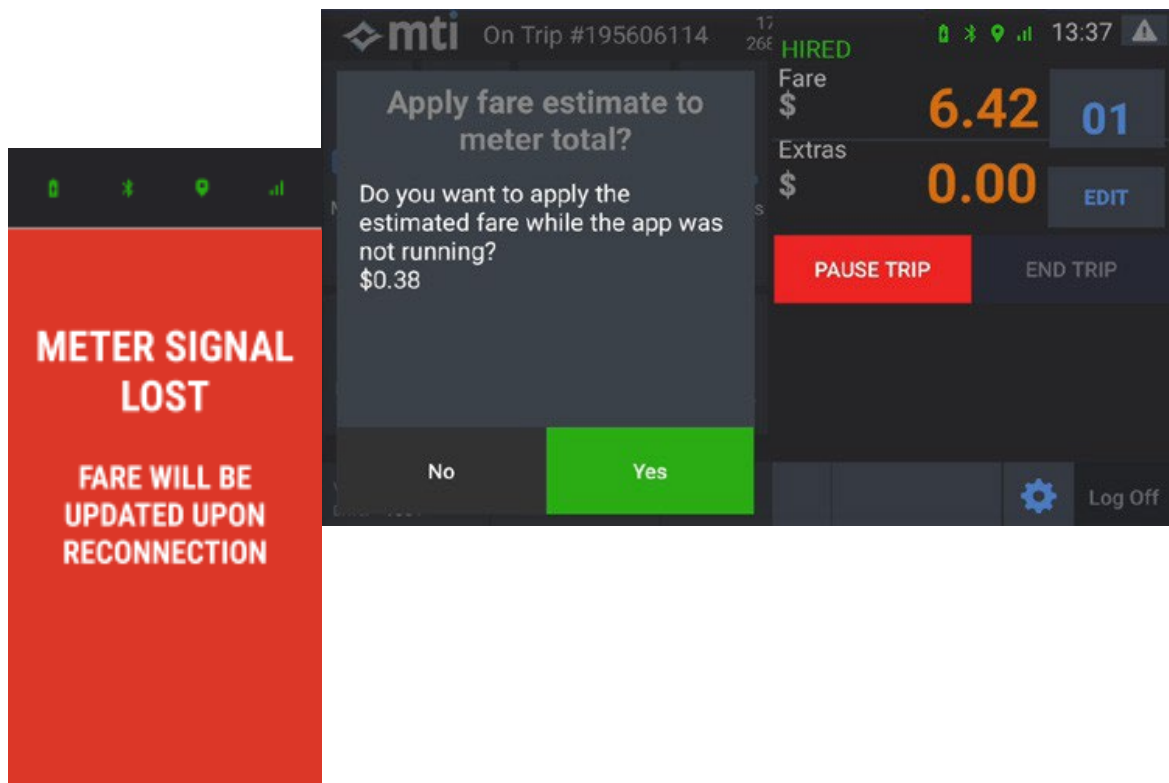 METER SIGNAL
LOST
FARE WILL BE
UPDATED UPON
RECONNECTION
mti On Trip #195606114
Apply fare estimate to
meter total?
Do you want to apply the
estimated fare while the app was
not running?
$0.38
No Yes
HIRED 13:37
Fare
$ 6.42 01
Extras
$ 0.00 EDIT
PAUSE TRIP END TRIP
Log Off